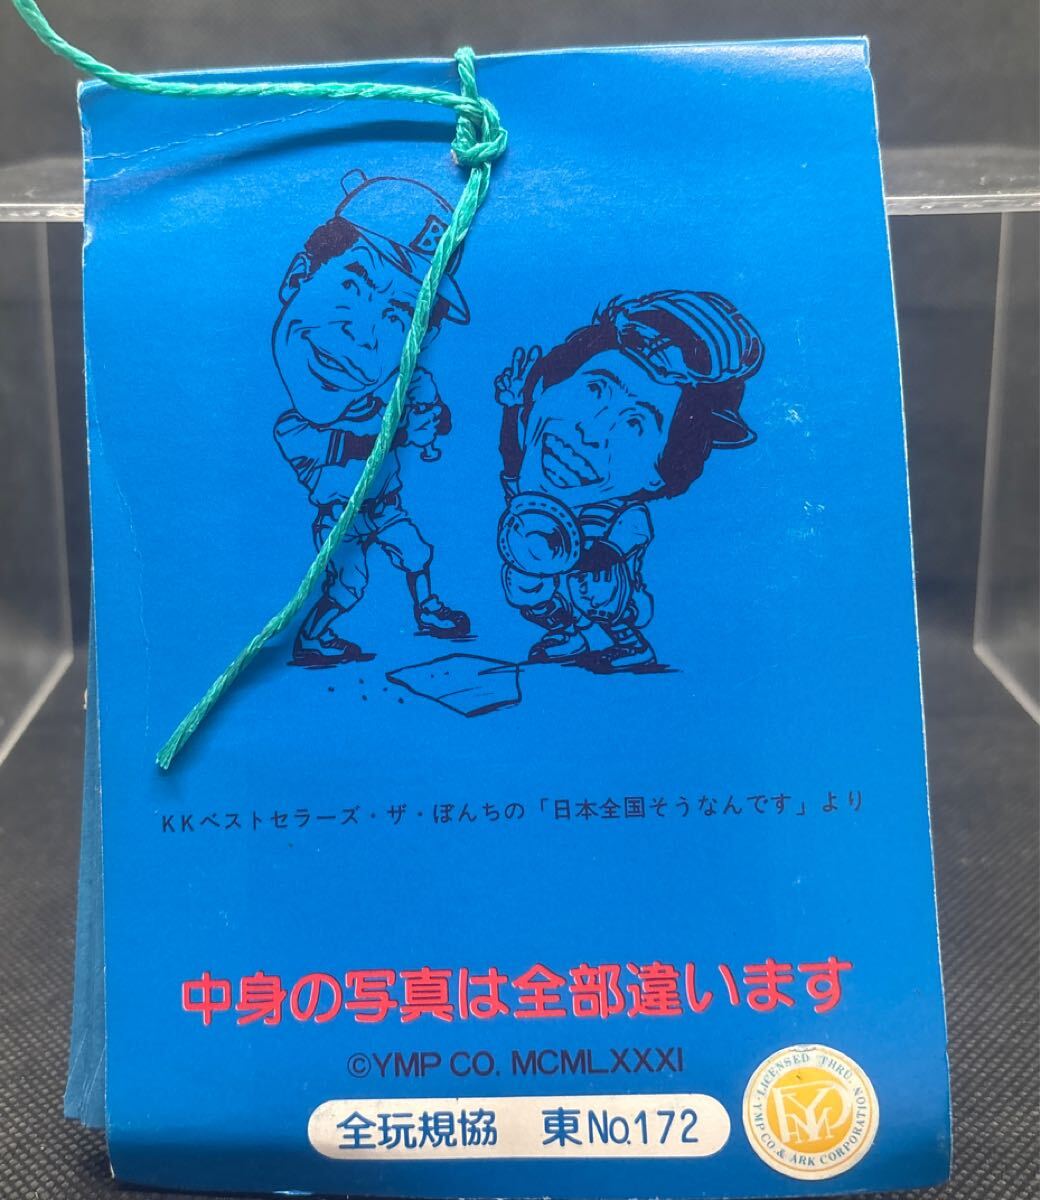 B
KKベストセラーズ・ザ・ぼんちの「日本全国そうなんです」より
中身の写真は全部違います
©YMP CO. MCMLXXXI
全玩規協 東No.172
LICENSED THRU.
YMP CO. & ARK CORPORATION
YMP